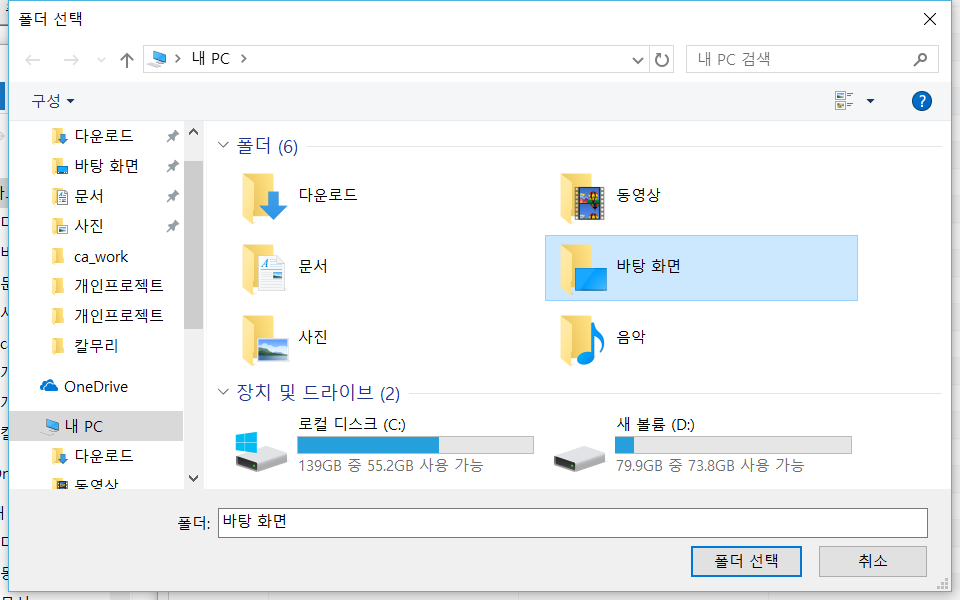 폴더 선택
내 PC
내 PC 검색
구성
다운로드
바탕 화면
문서
사진
ca_work
개인프로젝트
개인프로젝트
칼무리
OneDrive
내 PC
다운로드
동영상
폴더 (6)
다운로드
동영상
문서
바탕 화면
사진
음악
장치 및 드라이브 (2)
로컬 디스크 (C:)
139GB 중 55.2GB 사용 가능
새 볼륨 (D:)
79.9GB 중 73.8GB 사용 가능
폴더: 바탕 화면
폴더 선택
취소